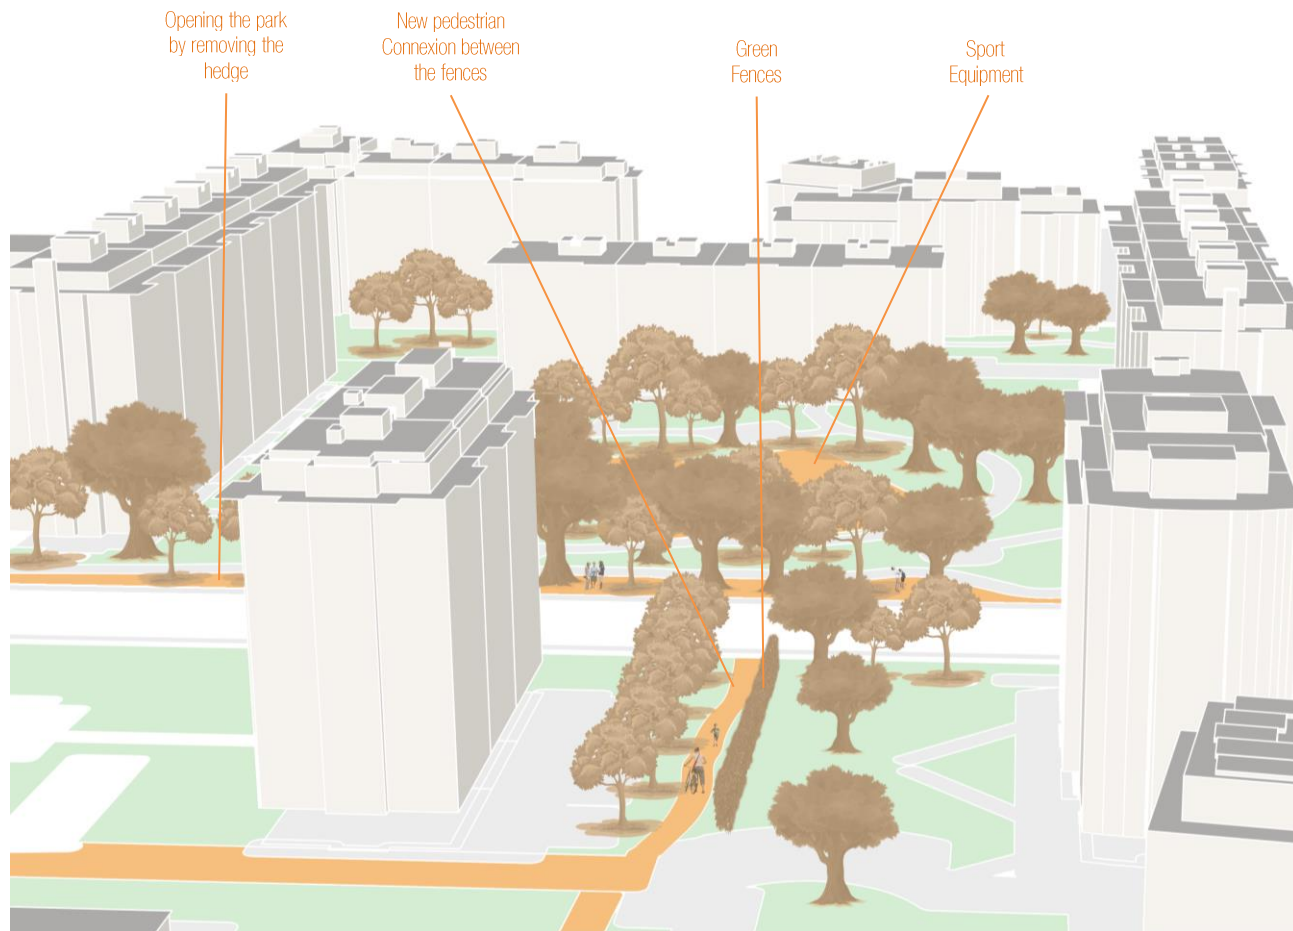 Opening the park
by removing the
hedge
New pedestrian
Connexion between
the fences
Green
Fences
Sport
Equipment